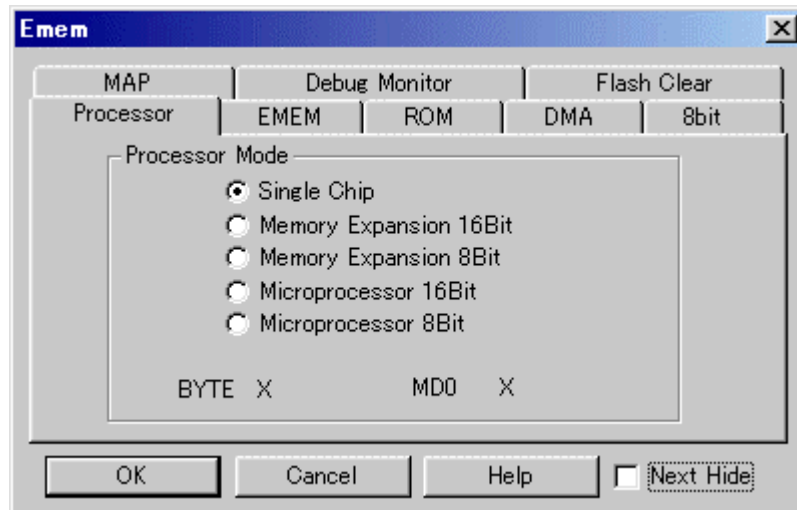 Emem
MAP Debug Monitor Flash Clear
Processor EMEM ROM DMA 8bit
Processor Mode
Single Chip
Memory Expansion 16Bit
Memory Expansion 8Bit
Microprocessor 16Bit
Microprocessor 8Bit
BYTE X MD0 X
OK Cancel Help Next Hide